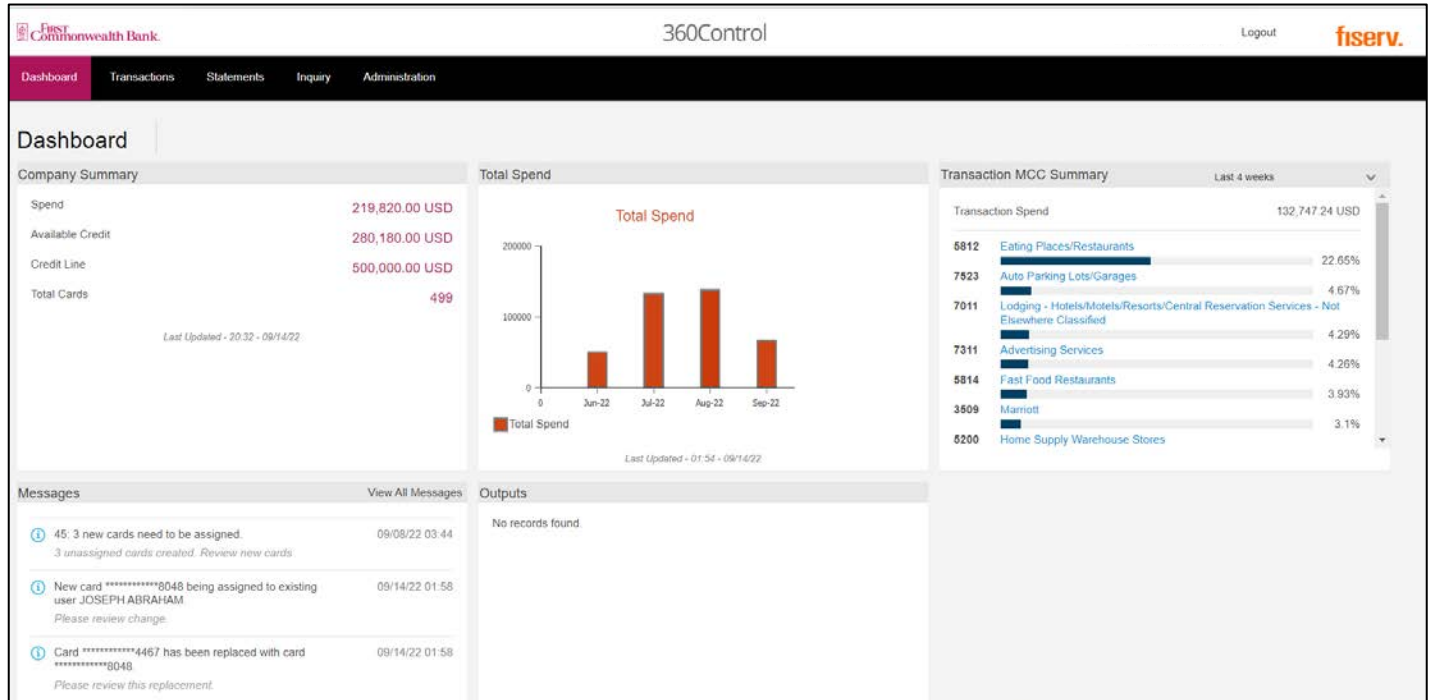 FIRST
Commonwealth Bank.
360Control
Logout
fiserv.
Dashboard Transactions Statements Inquiry Administration
Dashboard
Company Summary
Spend 219,820.00 USD
Available Credit 280,180.00 USD
Credit Line 500,000.00 USD
Total Cards 499
Last Updated - 20:32 - 09/14/22
Total Spend
Total Spend
200000
100000
0
0 Jun-22 Jul-22 Aug-22 Sep-22
Total Spend
Last Updated - 01:54 - 09/14/22
Transaction MCC Summary Last 4 weeks
Transaction Spend 132,747.24 USD
5812 Eating Places/Restaurants
22.65%
7523 Auto Parking Lots/Garages
4.67%
7011 Lodging - Hotels/Motels/Resorts/Central Reservation Services - Not
Elsewhere Classified
4.29%
7311 Advertising Services
4.26%
5814 Fast Food Restaurants
3.93%
3509 Marriott
3.1%
5200 Home Supply Warehouse Stores
Messages View All Messages
45: 3 new cards need to be assigned. 09/08/22 03:44
3 unassigned cards created. Review new cards
New card ************8048 being assigned to existing 09/14/22 01:58
user JOSEPH ABRAHAM
Please review change.
Card ************4467 has been replaced with card 09/14/22 01:58
************8048.
Please review this replacement.
Outputs
No records found